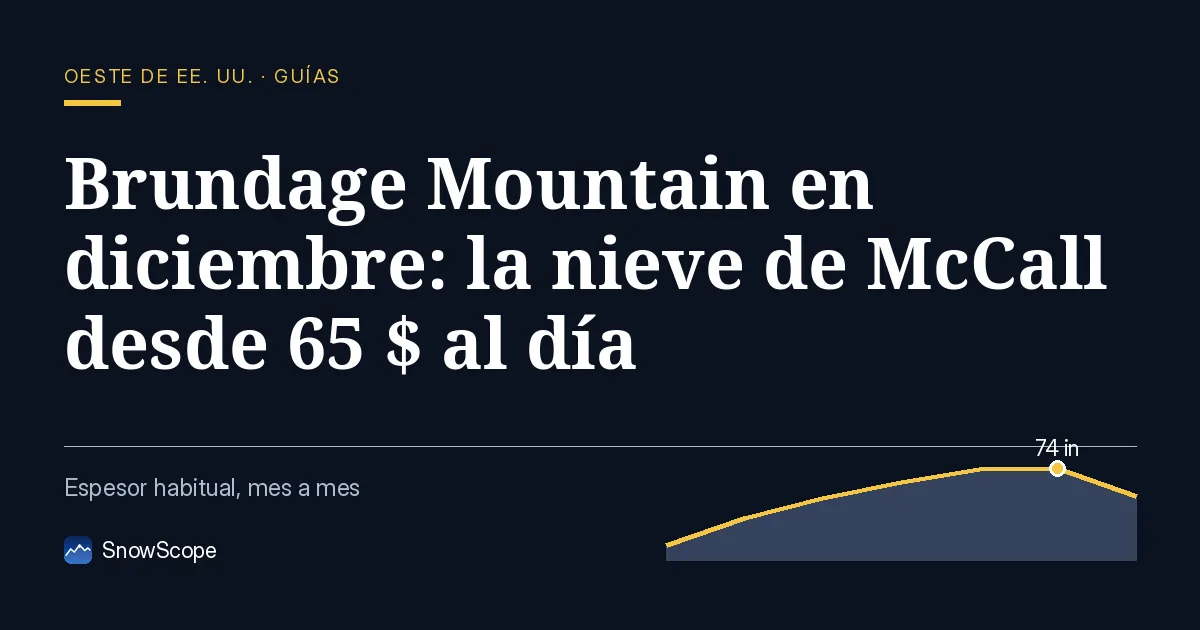 OESTE DE EE. UU. · GUÍAS
Brundage Mountain en
diciembre: la nieve de McCall
desde 65 $ al día
74 in
Espesor habitual, mes a mes
SnowScope